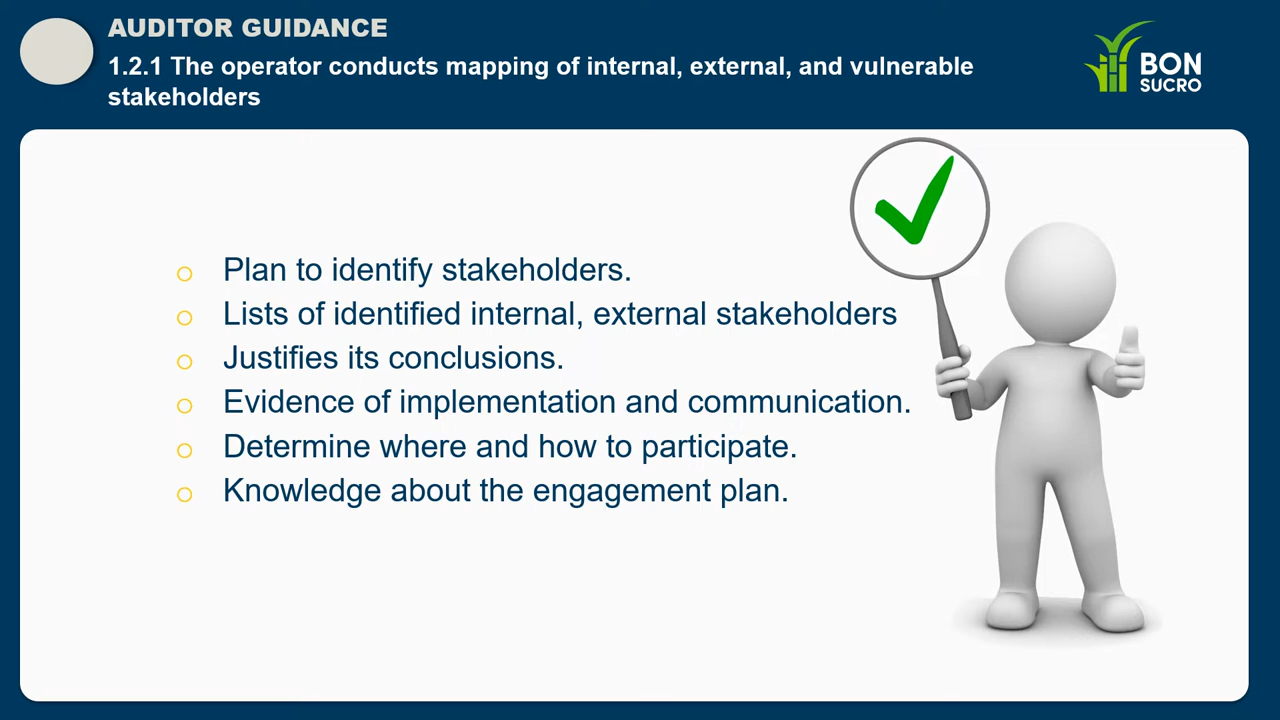 AUDITOR GUIDANCE
1.2.1 The operator conducts mapping of internal, external, and vulnerable
stakeholders
BON
SUCRO
Plan to identify stakeholders.
Lists of identified internal, external stakeholders
Justifies its conclusions.
Evidence of implementation and communication.
Determine where and how to participate.
Knowledge about the engagement plan.